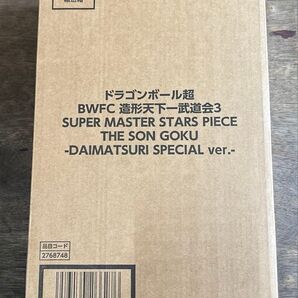 ドラゴンボール超
BWFC 造形天下一武道会3
SUPER MASTER STARS PIECE
THE SON GOKU
-DAIMATSURI SPECIAL ver.-
品目コード
2768748